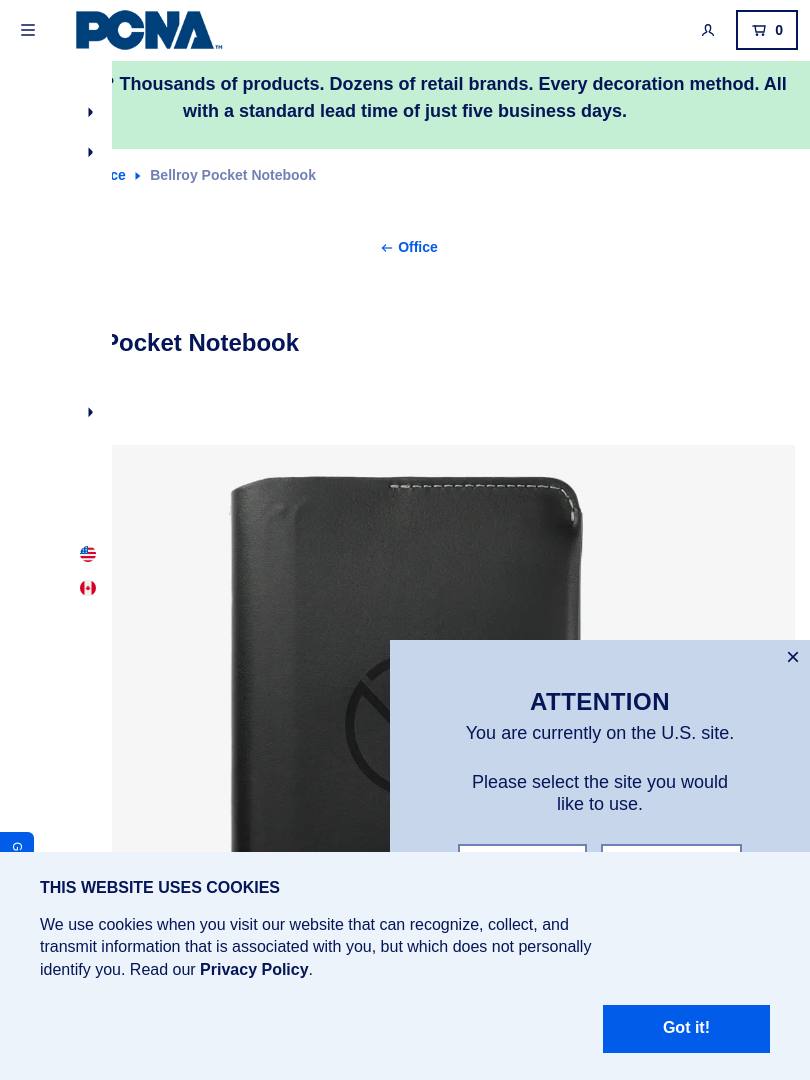 PCNA™
0
? Thousands of products. Dozens of retail brands. Every decoration method. All
with a standard lead time of just five business days.
ce Bellroy Pocket Notebook
Office
Pocket Notebook
ATTENTION
You are currently on the U.S. site.
Please select the site you would
like to use.
G
THIS WEBSITE USES COOKIES
We use cookies when you visit our website that can recognize, collect, and
transmit information that is associated with you, but which does not personally
identify you. Read our Privacy Policy.
Got it!